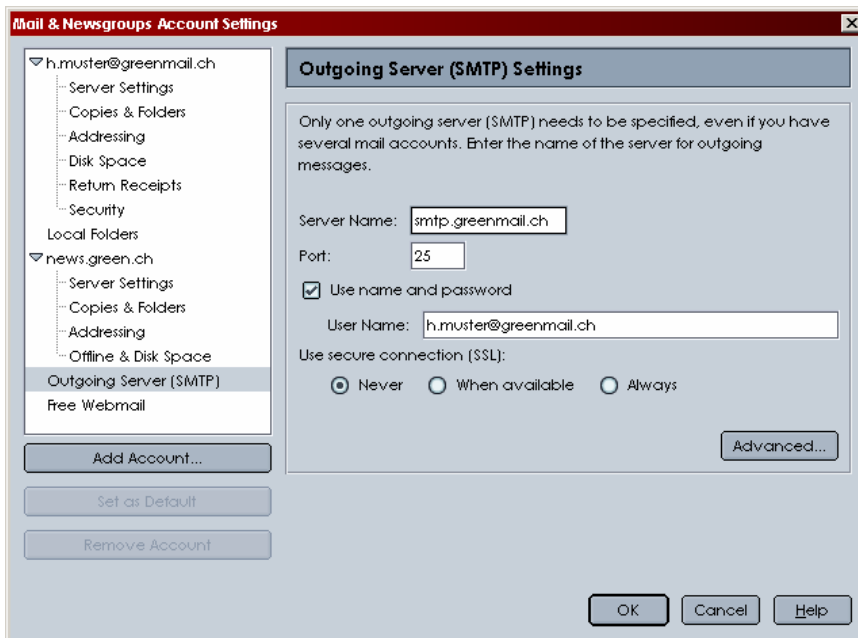 Mail & Newsgroups Account Settings
h.muster@greenmail.ch
Server Settings
Copies & Folders
Addressing
Disk Space
Return Receipts
Security
Local Folders
news.green.ch
Server Settings
Copies & Folders
Addressing
Offline & Disk Space
Outgoing Server (SMTP)
Free Webmail
Add Account...
Set as Default
Remove Account
Outgoing Server (SMTP) Settings
Only one outgoing server (SMTP) needs to be specified, even if you have
several mail accounts. Enter the name of the server for outgoing
messages.
Server Name: smtp.greenmail.ch
Port: 25
Use name and password
User Name: h.muster@greenmail.ch
Use secure connection (SSL):
Never When available Always
Advanced...
OK Cancel Help